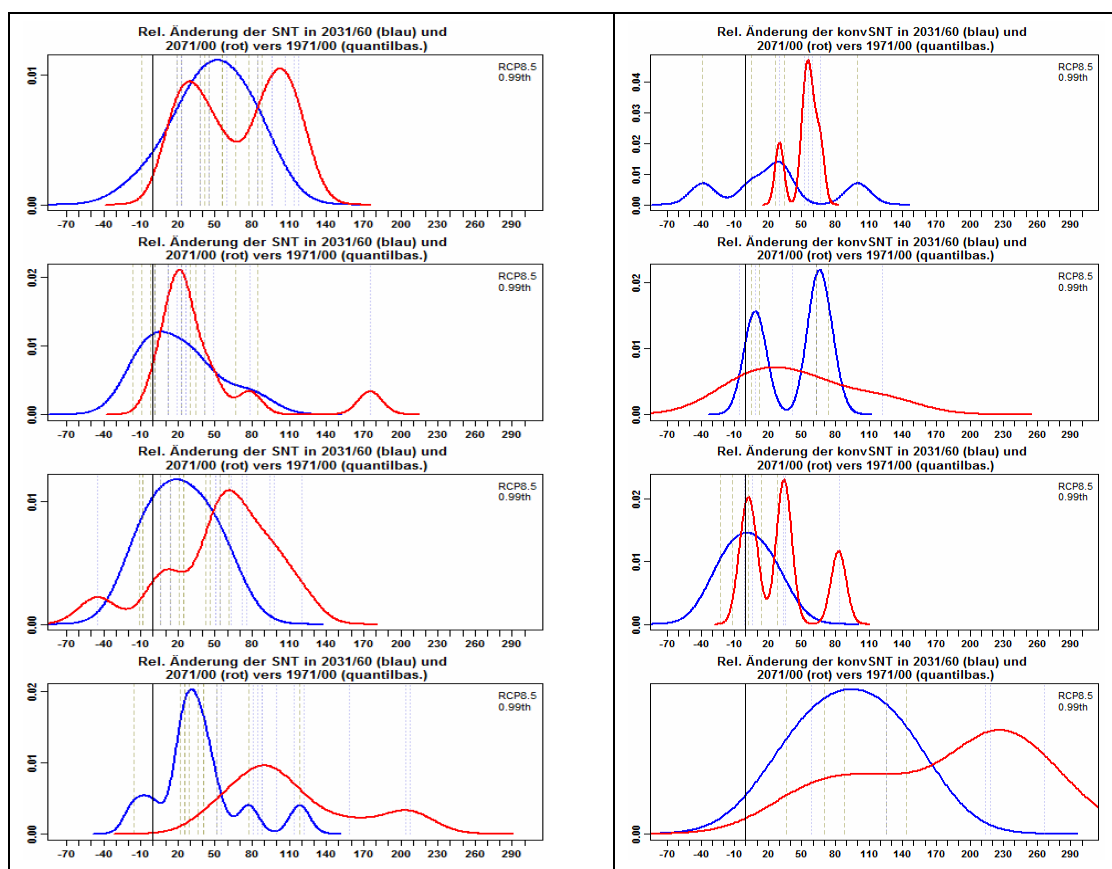 Rel. Änderung der SNT in 2031/60 (blau) und
2071/00 (rot) vers 1971/00 (quantilbas.)
RCP8.5
0.99th
0.01
0.00
-70 -40 -10 20 50 80 110 140 170 200 230 260 290
Rel. Änderung der konvSNT in 2031/60 (blau) und
2071/00 (rot) vers 1971/00 (quantilbas.)
RCP8.5
0.99th
0.04
0.03
0.02
0.01
0.00
-70 -40 -10 20 50 80 110 140 170 200 230 260 290
Rel. Änderung der SNT in 2031/60 (blau) und
2071/00 (rot) vers 1971/00 (quantilbas.)
RCP8.5
0.99th
0.02
0.01
0.00
-70 -40 -10 20 50 80 110 140 170 200 230 260 290
Rel. Änderung der konvSNT in 2031/60 (blau) und
2071/00 (rot) vers 1971/00 (quantilbas.)
RCP8.5
0.99th
0.02
0.01
0.00
-70 -40 -10 20 50 80 110 140 170 200 230 260 290
Rel. Änderung der SNT in 2031/60 (blau) und
2071/00 (rot) vers 1971/00 (quantilbas.)
RCP8.5
0.99th
0.01
0.00
-70 -40 -10 20 50 80 110 140 170 200 230 260 290
Rel. Änderung der konvSNT in 2031/60 (blau) und
2071/00 (rot) vers 1971/00 (quantilbas.)
RCP8.5
0.99th
0.02
0.01
0.00
-70 -40 -10 20 50 80 110 140 170 200 230 260 290
Rel. Änderung der SNT in 2031/60 (blau) und
2071/00 (rot) vers 1971/00 (quantilbas.)
RCP8.5
0.99th
0.02
0.01
0.00
-70 -40 -10 20 50 80 110 140 170 200 230 260 290
Rel. Änderung der konvSNT in 2031/60 (blau) und
2071/00 (rot) vers 1971/00 (quantilbas.)
RCP8.5
0.99th
0.00
-70 -40 -10 20 50 80 110 140 170 200 230 260 290